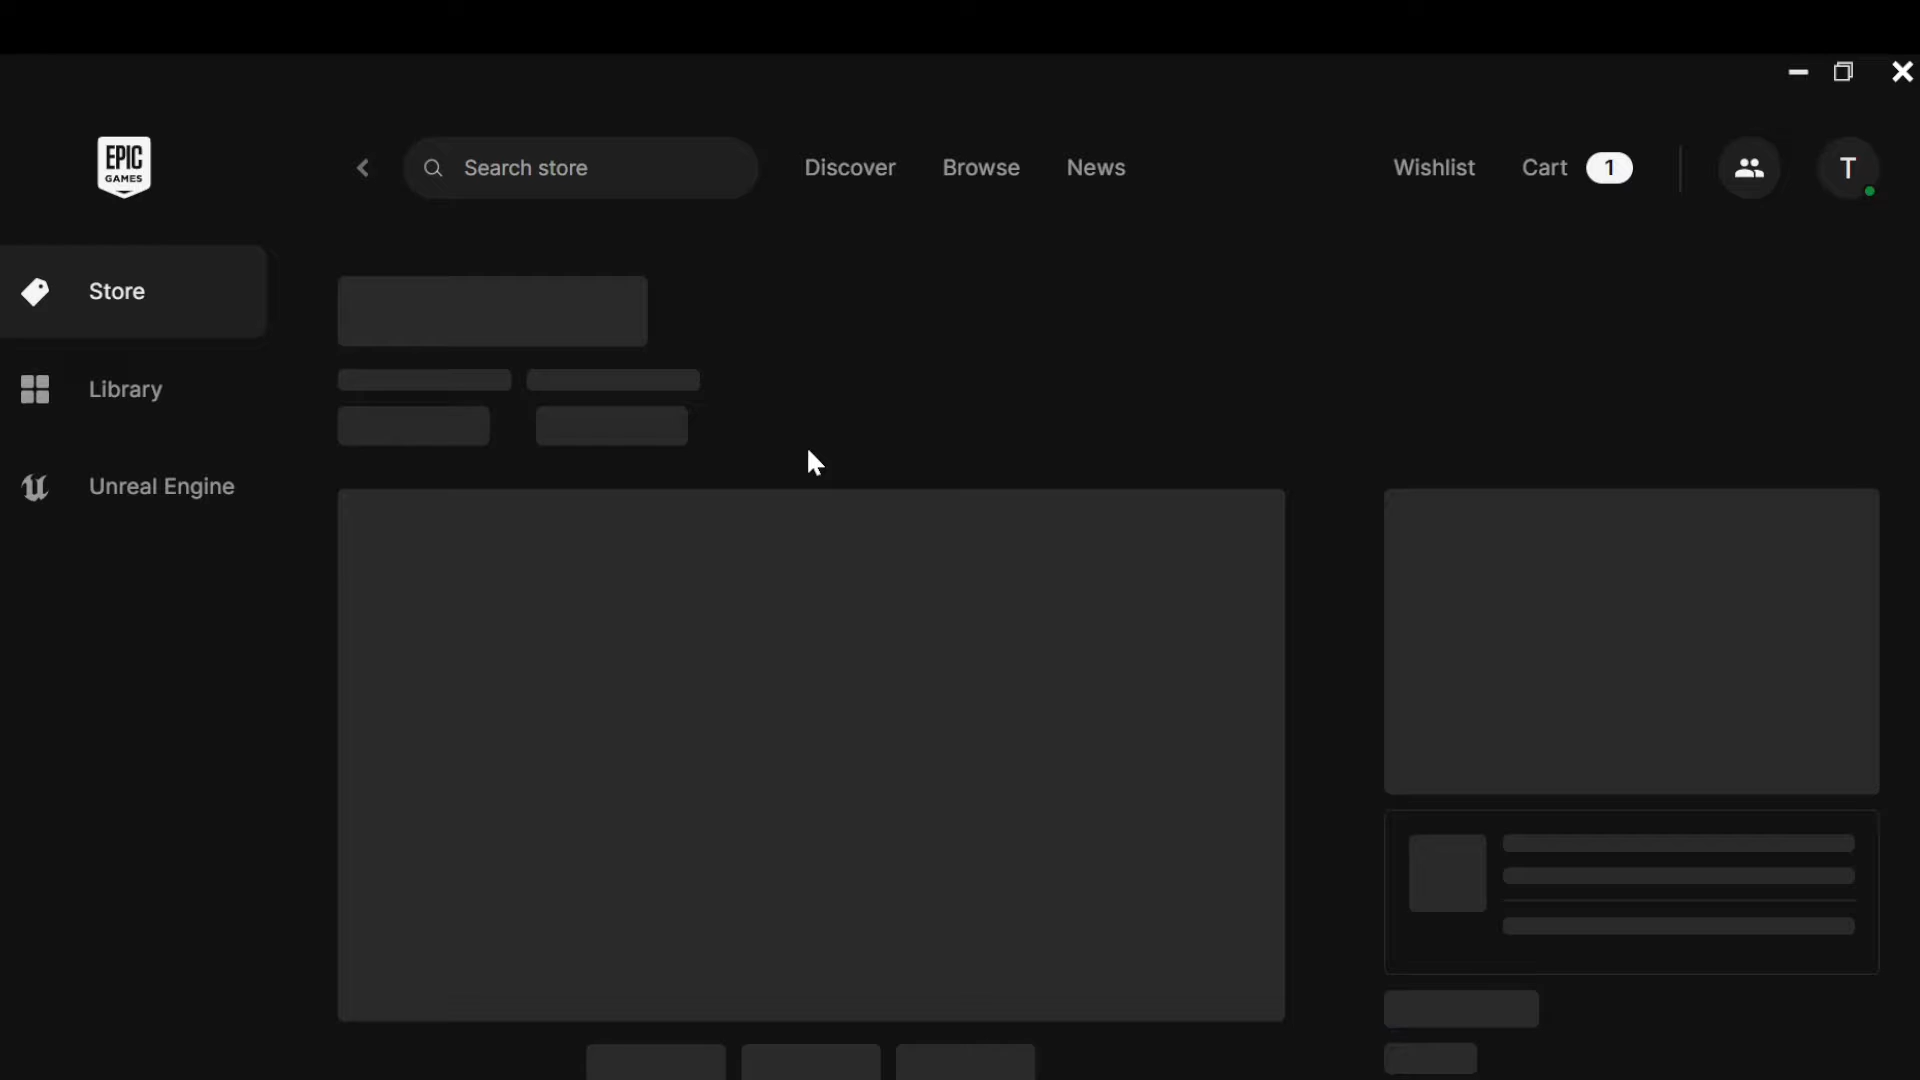 EPIC
GAMES
Search store
Discover
Browse
News
Wishlist
Cart
1
T
Store
Library
Unreal Engine